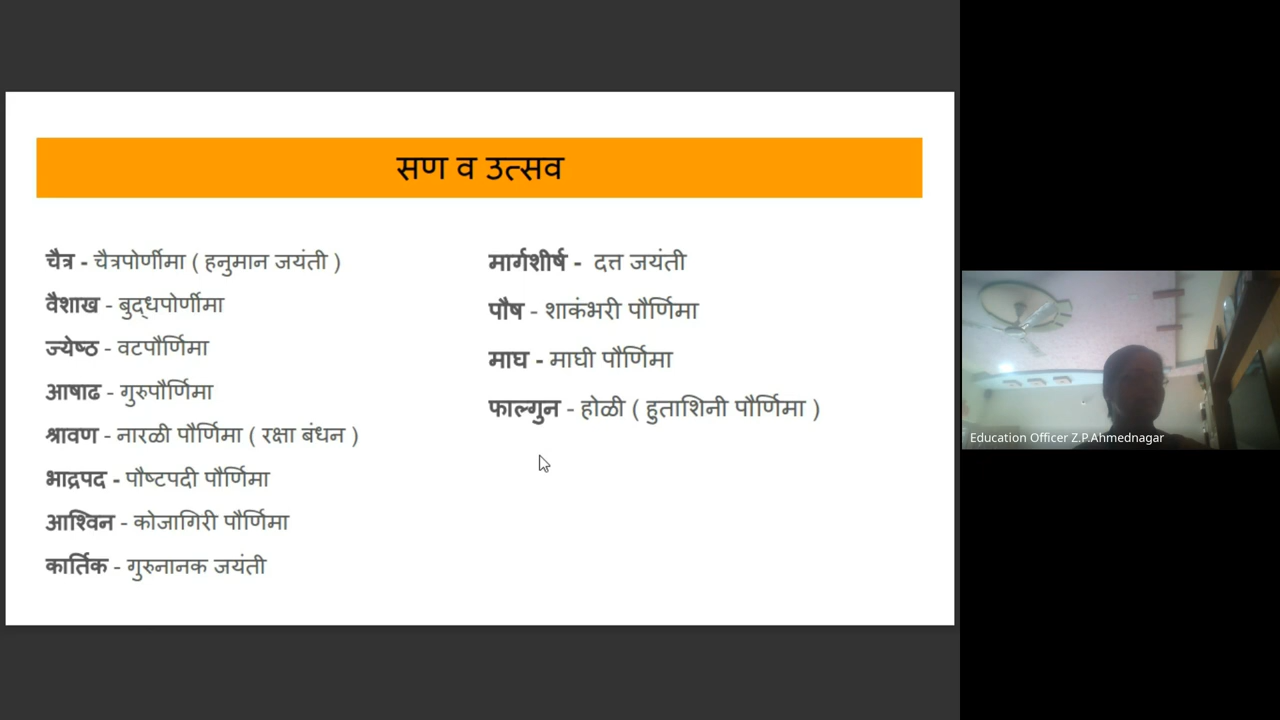 सण व उत्सव
चैत्र - चैत्रपोर्णीमा ( हनुमान जयंती )
वैशाख - बुद्धपोर्णीमा
ज्येष्ठ - वटपौर्णिमा
आषाढ - गुरुपौर्णिमा
श्रावण - नारळी पौर्णिमा ( रक्षा बंधन )
भाद्रपद - पौष्टपदी पौर्णिमा
आश्विन - कोजागिरी पौर्णिमा
कार्तिक - गुरुनानक जयंती
मार्गशीर्ष - दत्त जयंती
पौष - शाकंभरी पौर्णिमा
माघ - माघी पौर्णिमा
फाल्गुन - होळी ( हुताशिनी पौर्णिमा )
Education Officer Z.P.Ahmednagar